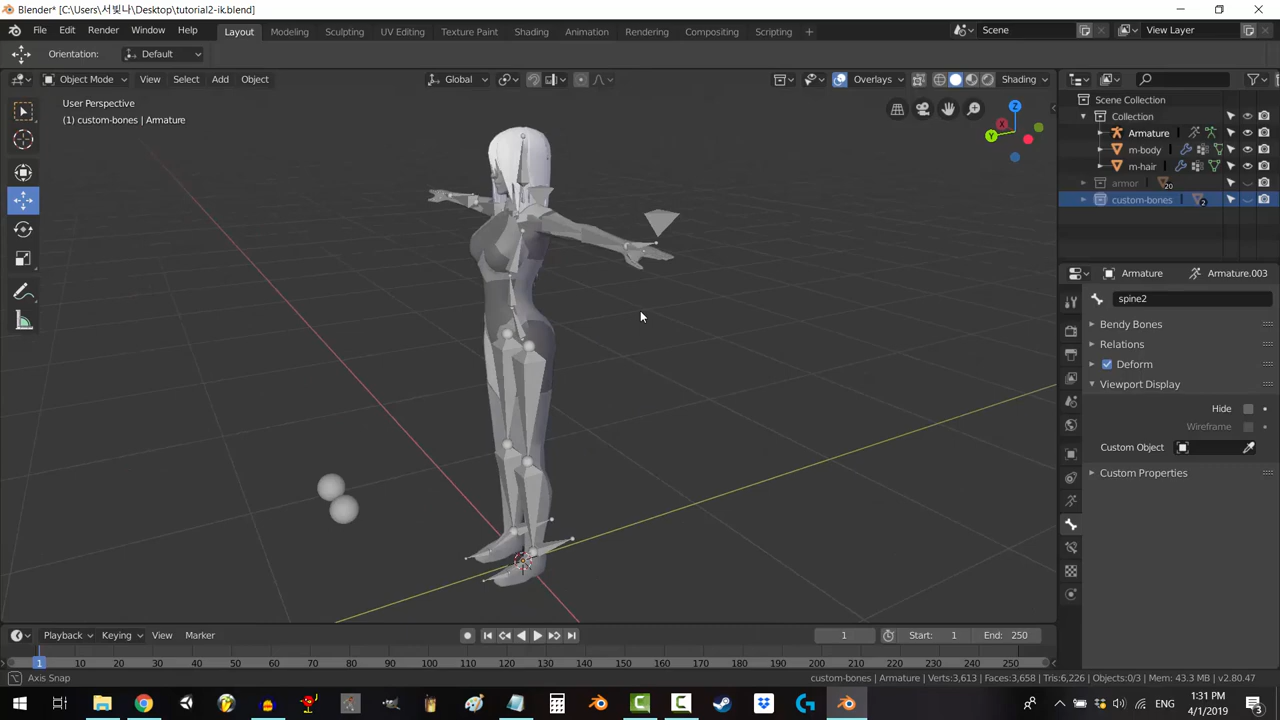 Blender* [C:\Users\서빛나\Desktop\tutorial2-ik.blend]
File Edit Render Window Help
Layout Modeling Sculpting UV Editing Texture Paint Shading Animation Rendering Compositing Scripting +
Scene
View Layer
Orientation: Default
Object Mode View Select Add Object
Global
Overlays
Shading
User Perspective
(1) custom-bones | Armature
Z
X
Y
Scene Collection
Collection
Armature
m-body
m-hair
armor
20
custom-bones
2
Armature
Armature.003
spine2
Bendy Bones
Relations
Deform
Viewport Display
Hide
Wireframe
Custom Object
Custom Properties
Playback Keying View Marker
1
Start: 1
End: 250
1 10 20 30 40 50 60 70 80 90 100 110 120 130 140 150 160 170 180 190 200 210 220 230 240 250
Axis Snap
custom-bones | Armature | Verts:3,613 | Faces:3,658 | Tris:6,226 | Objects:0/3 | Mem: 43.3 MB | v2.80.47
ENG
1:31 PM
4/1/2019
3